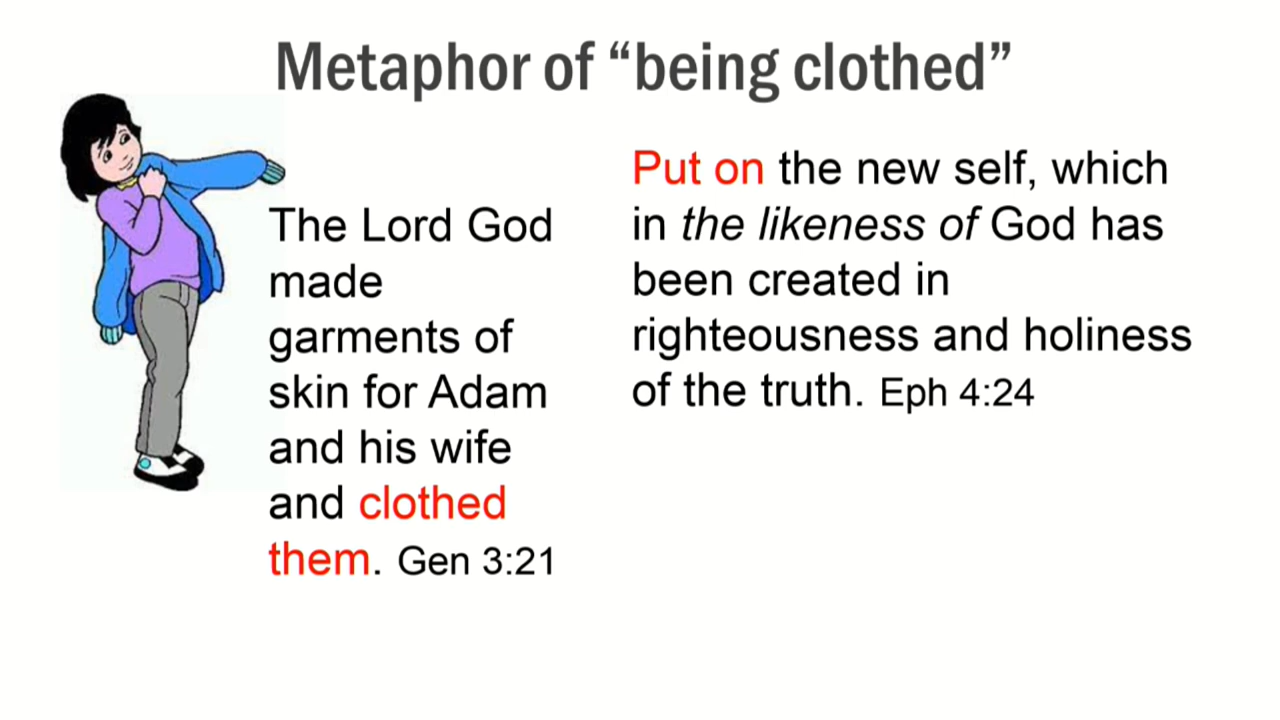 Metaphor of “being clothed”
The Lord God
made
garments of
skin for Adam
and his wife
and clothed
them. Gen 3:21
Put on the new self, which
in the likeness of God has
been created in
righteousness and holiness
of the truth. Eph 4:24